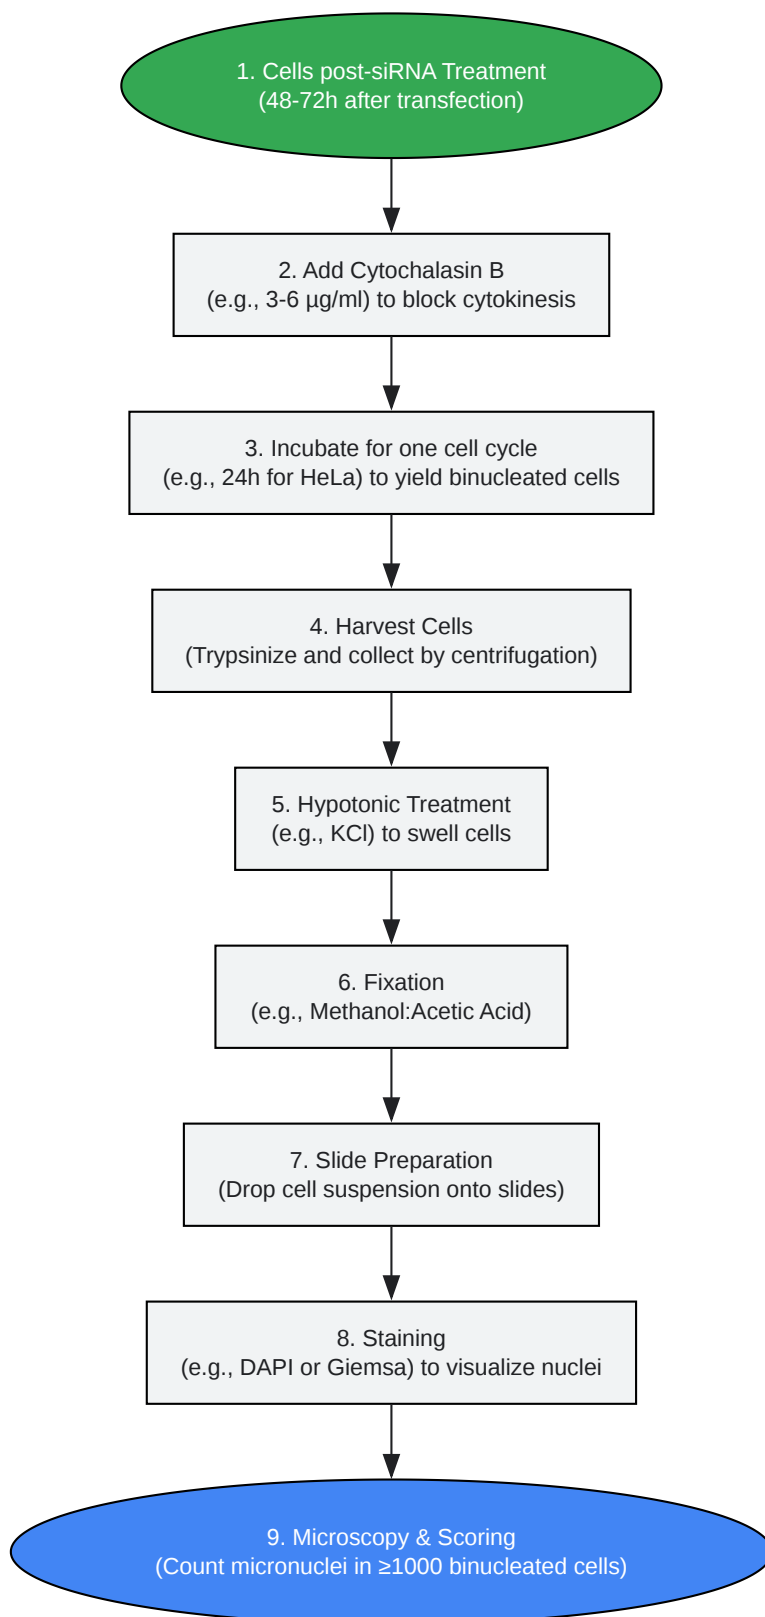 1. Cells post-siRNA Treatment
(48-72h after transfection)
2. Add Cytochalasin B
(e.g., 3-6 µg/ml) to block cytokinesis
3. Incubate for one cell cycle
(e.g., 24h for HeLa) to yield binucleated cells
4. Harvest Cells
(Trypsinize and collect by centrifugation)
5. Hypotonic Treatment
(e.g., KCl) to swell cells
6. Fixation
(e.g., Methanol:Acetic Acid)
7. Slide Preparation
(Drop cell suspension onto slides)
8. Staining
(e.g., DAPI or Giemsa) to visualize nuclei
9. Microscopy & Scoring
(Count micronuclei in ≥1000 binucleated cells)